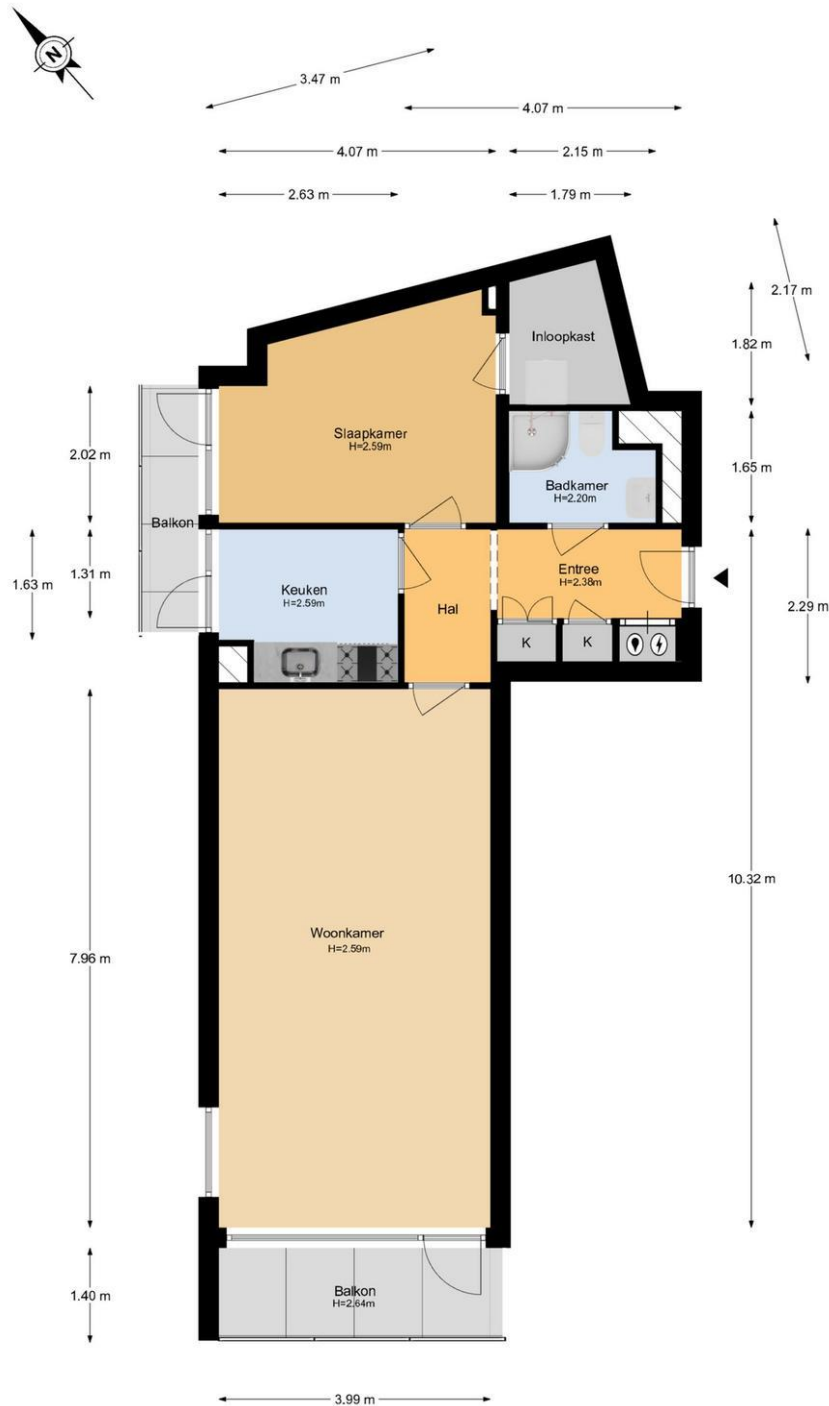 N
3.47 m
4.07 m
4.07 m
2.15 m
2.63 m
1.79 m
2.17 m
Inloopkast
1.82 m
Slaapkamer
H=2.59m
2.02 m
1.65 m
Badkamer
H=2.20m
Balkon
Keuken
H=2.59m
Entree
H=2.38m
1.63 m
1.31 m
Hal
2.29 m
K
K
10.32 m
Woonkamer
H=2.59m
7.96 m
Balkon
H=2.64m
1.40 m
3.99 m